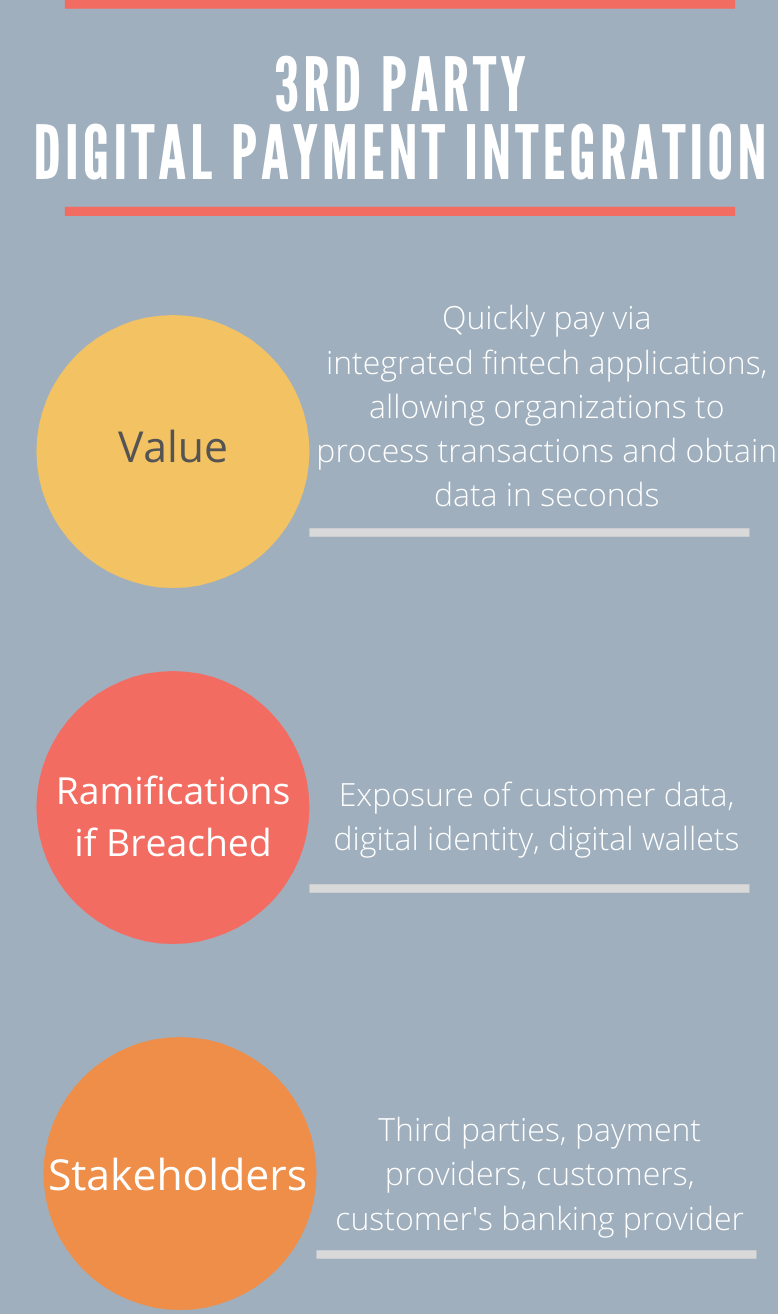 3RD PARTY
DIGITAL PAYMENT INTEGRATION
Value
Quickly pay via
integrated fintech applications,
allowing organizations to
process transactions and obtain
data in seconds
Ramifications
if Breached
Exposure of customer data,
digital identity, digital wallets
Stakeholders
Third parties, payment
providers, customers,
customer's banking provider